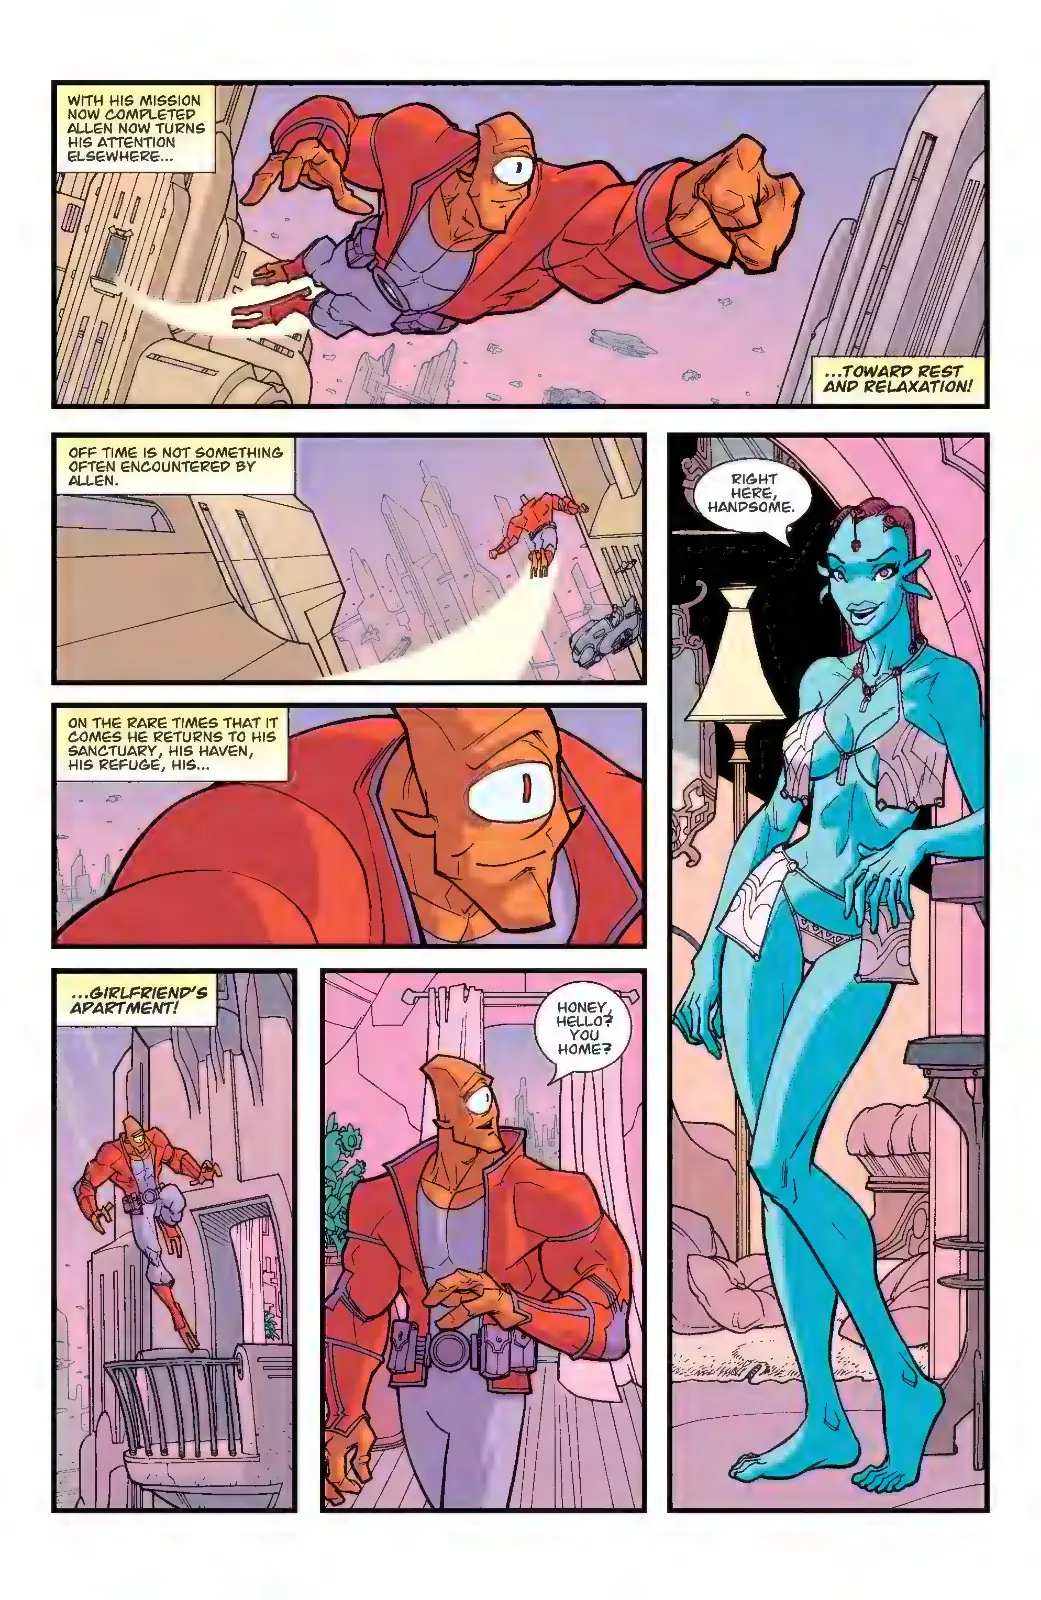 WITH HIS MISSION
NOW COMPLETED
ALLEN NOW TURNS
HIS ATTENTION
ELSEWHERE...
...TOWARD REST
AND RELAXATION!
OFF TIME IS NOT SOMETHING
OFTEN ENCOUNTERED BY
ALLEN.
ON THE RARE TIMES THAT IT
COMES HE RETURNS TO HIS
SANCTUARY, HIS HAVEN,
HIS REFUGE, HIS...
...GIRLFRIEND'S
APARTMENT!
HONEY,
HELLO?
YOU
HOME?
RIGHT
HERE,
HANDSOME.